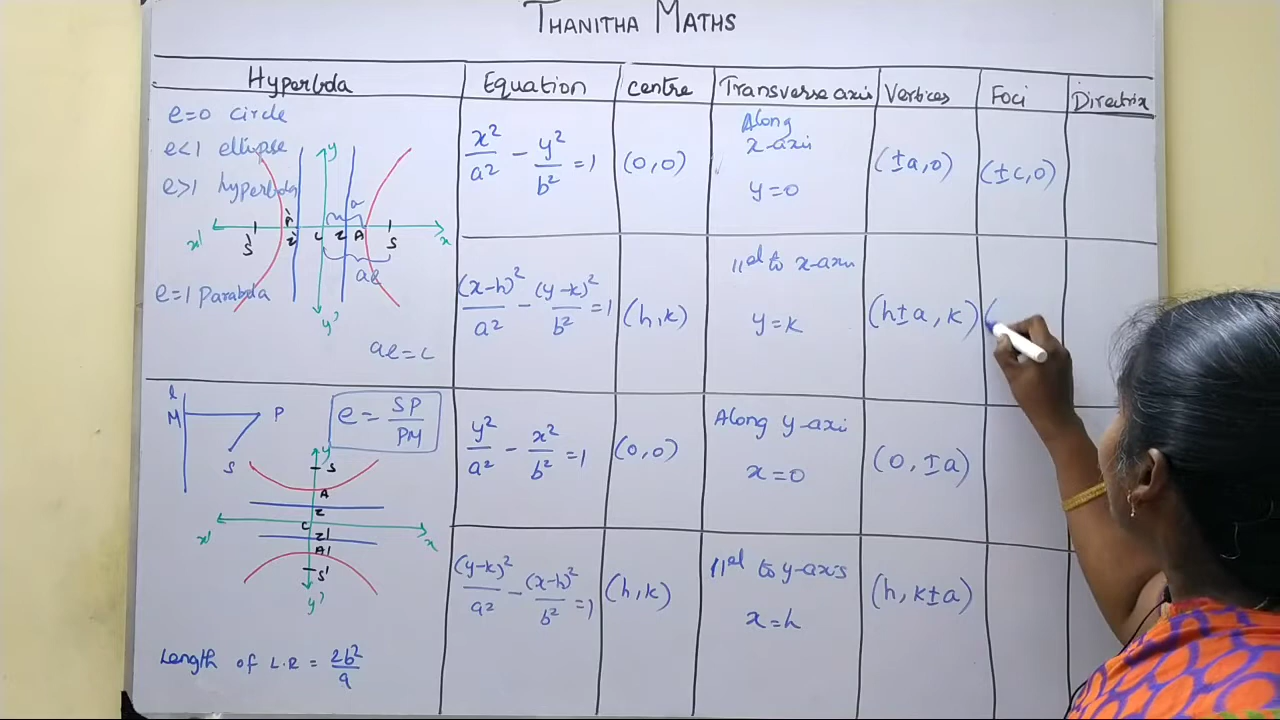 THANITHA MATHS
Hyperbola Equation Centre Transverse axis Vertices Foci Directrix
e=0 circle
e<1 ellipse
e>1 hyperbola
y
x' S' A' Z' C Z A S x
a
ae
y'
e=1 Parabola
ae=c
x²/a² - y²/b² =1
(0,0)
Along
x-axis
y=0
(±a,0)
(±c,0)
(x-h)²/a² - (y-k)²/b² =1
(h,k)
||el to x-axis
y=k
(h±a,k)
(
l
M P
S
e = SP/PM
y
S
A
Z
x' C x
Z'
A'
S'
y'
y²/a² - x²/b² =1
(0,0)
Along y-axis
x=0
(0,±a)
(y-k)²/a² - (x-h)²/b² =1
(h,k)
||el to y-axis
x=h
(h,k±a)
Length of L.R = 2b²/a